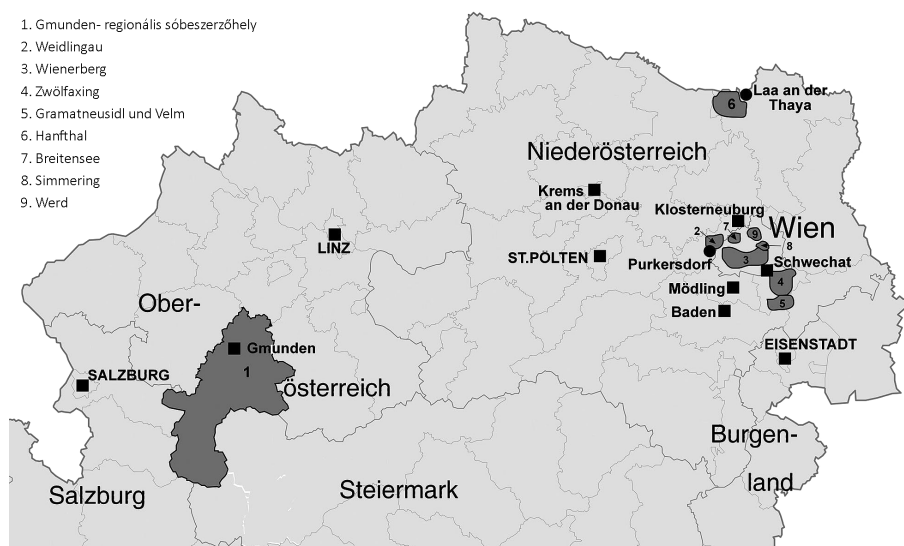 1. Gmunden- regionális sóbeszerzőhely
2. Weidlingau
3. Wienerberg
4. Zwölfaxing
5. Gramatneusidl und Velm
6. Hanfthal
7. Breitensee
8. Simmering
9. Werd
6
Laa an der
Thaya
Niederösterreich
Krems
an der Donau
Klosterneuburg
Wien
2
7
9
8
3
LINZ
ST.PÖLTEN
Purkersdorf
Schwechat
4
Mödling
5
Baden
Ober-
Gmunden
1
EISENSTADT
SALZBURG
österreich
Burgen-
land
Salzburg
Steiermark